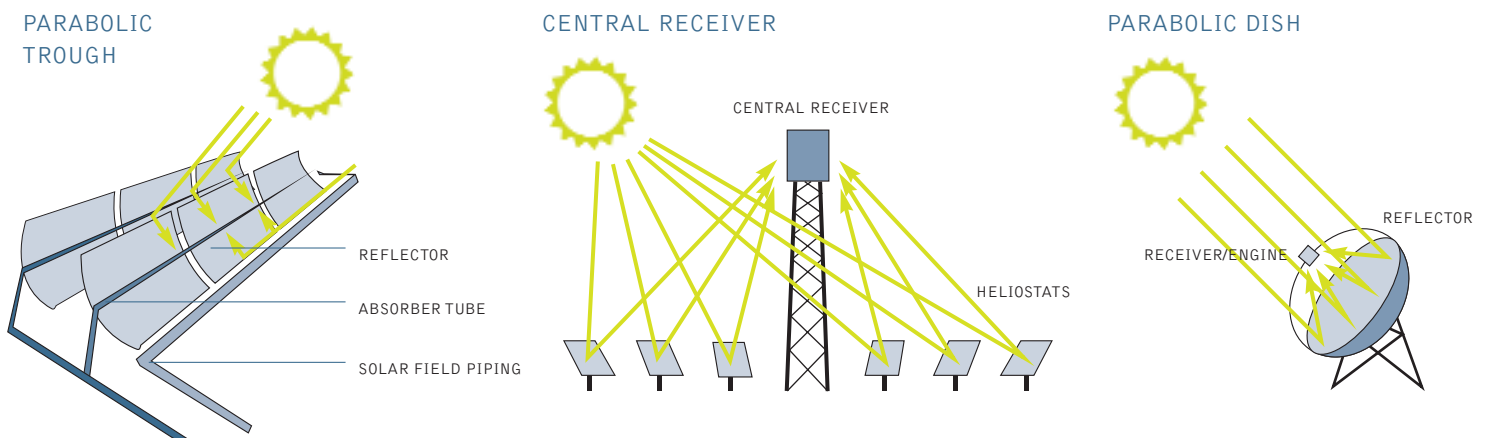 PARABOLIC
TROUGH
REFLECTOR
ABSORBER TUBE
SOLAR FIELD PIPING
CENTRAL RECEIVER
CENTRAL RECEIVER
HELIOSTATS
PARABOLIC DISH
REFLECTOR
RECEIVER/ENGINE